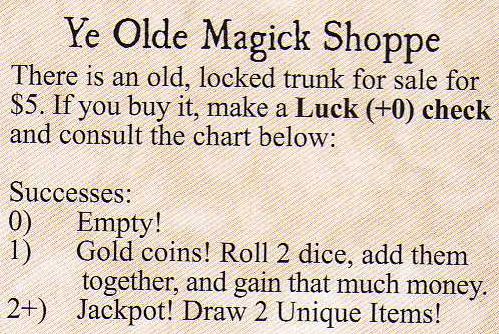 Ye Olde Magick Shoppe
There is an old, locked trunk for sale for
$5. If you buy it, make a Luck (+0) check
and consult the chart below:
Successes:
0) Empty!
1) Gold coins! Roll 2 dice, add them
together, and gain that much money.
2+) Jackpot! Draw 2 Unique Items!